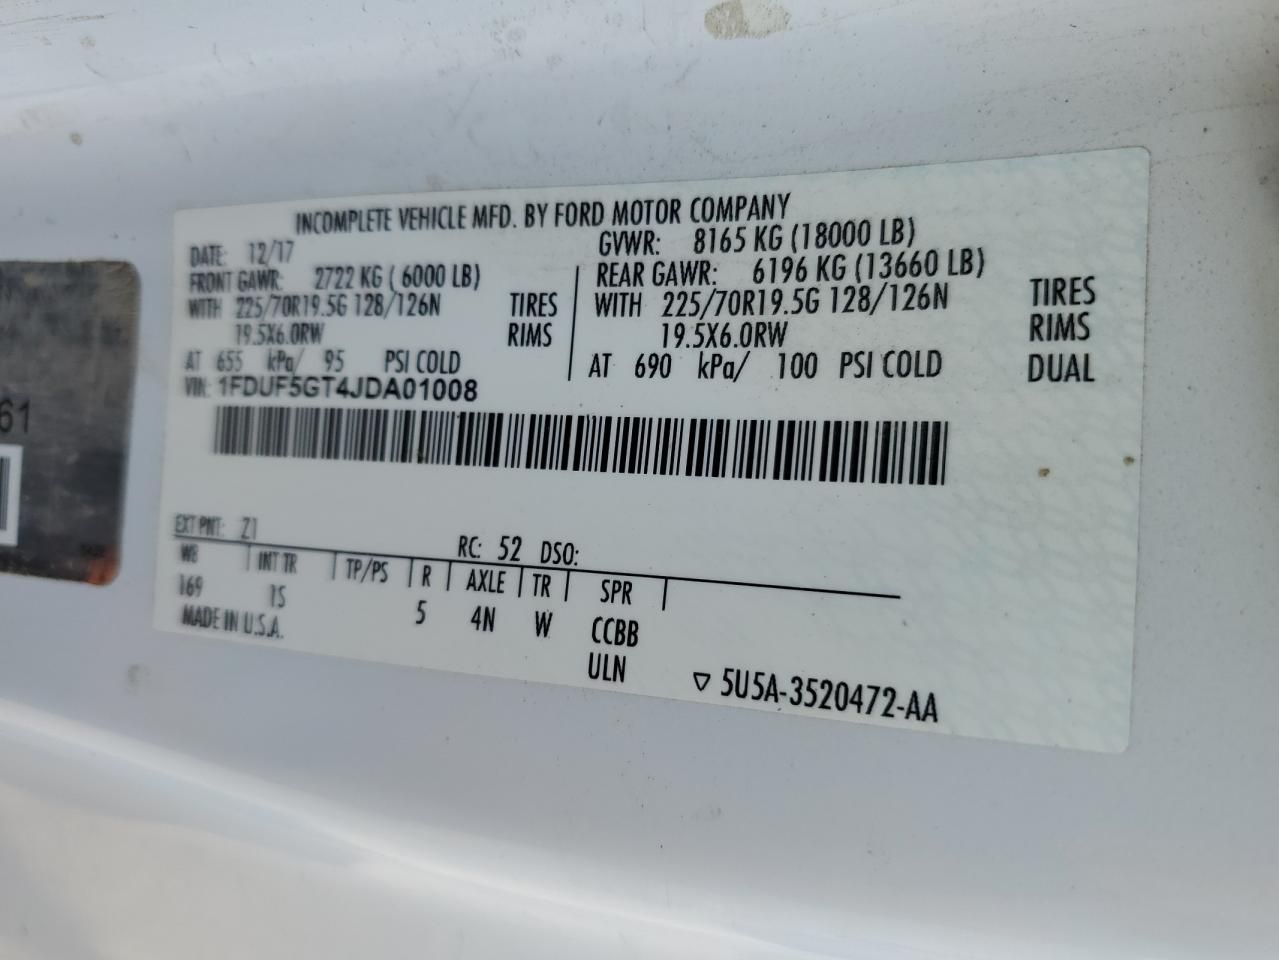 INCOMPLETE VEHICLE MFD. BY FORD MOTOR COMPANY
DATE: 12/17 GVWR: 8165 KG (18000 LB)
FRONT GAWR: 2722 KG ( 6000 LB) REAR GAWR: 6196 KG (13660 LB)
WITH 225/70R19.5G 128/126N TIRES WITH 225/70R19.5G 128/126N TIRES
19.5X6.0RW RIMS 19.5X6.0RW RIMS
AT 655 kPa/ 95 PSI COLD AT 690 kPa/ 100 PSI COLD DUAL
VIN: 1FDUF5GT4JDA01008
61
EXT PNT: Z1 RC: 52 DSO:
WB INT TR TP/PS R AXLE TR SPR
169 1S 5 4N W CCBB
MADE IN U.S.A. ULN
▽ 5U5A-3520472-AA